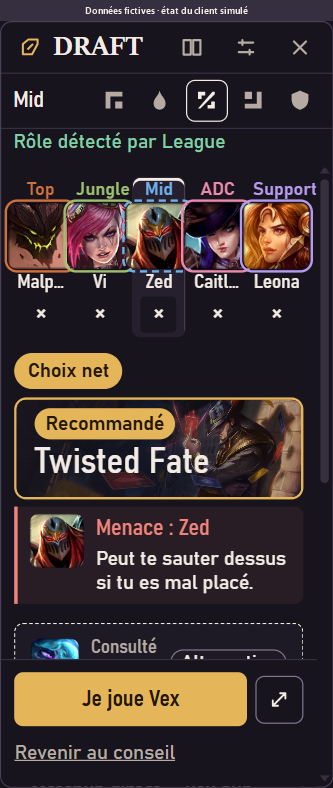 Données fictives · état du client simulé
DRAFT
Mid
Rôle détecté par League
Top Jungle Mid ADC Support
Malp... Vi Zed Caitl... Leona
× × × × ×
Choix net
Recommandé
Twisted Fate
Menace : Zed
Peut te sauter dessus
si tu es mal placé.
Consulté
Je joue Vex
Revenir au conseil